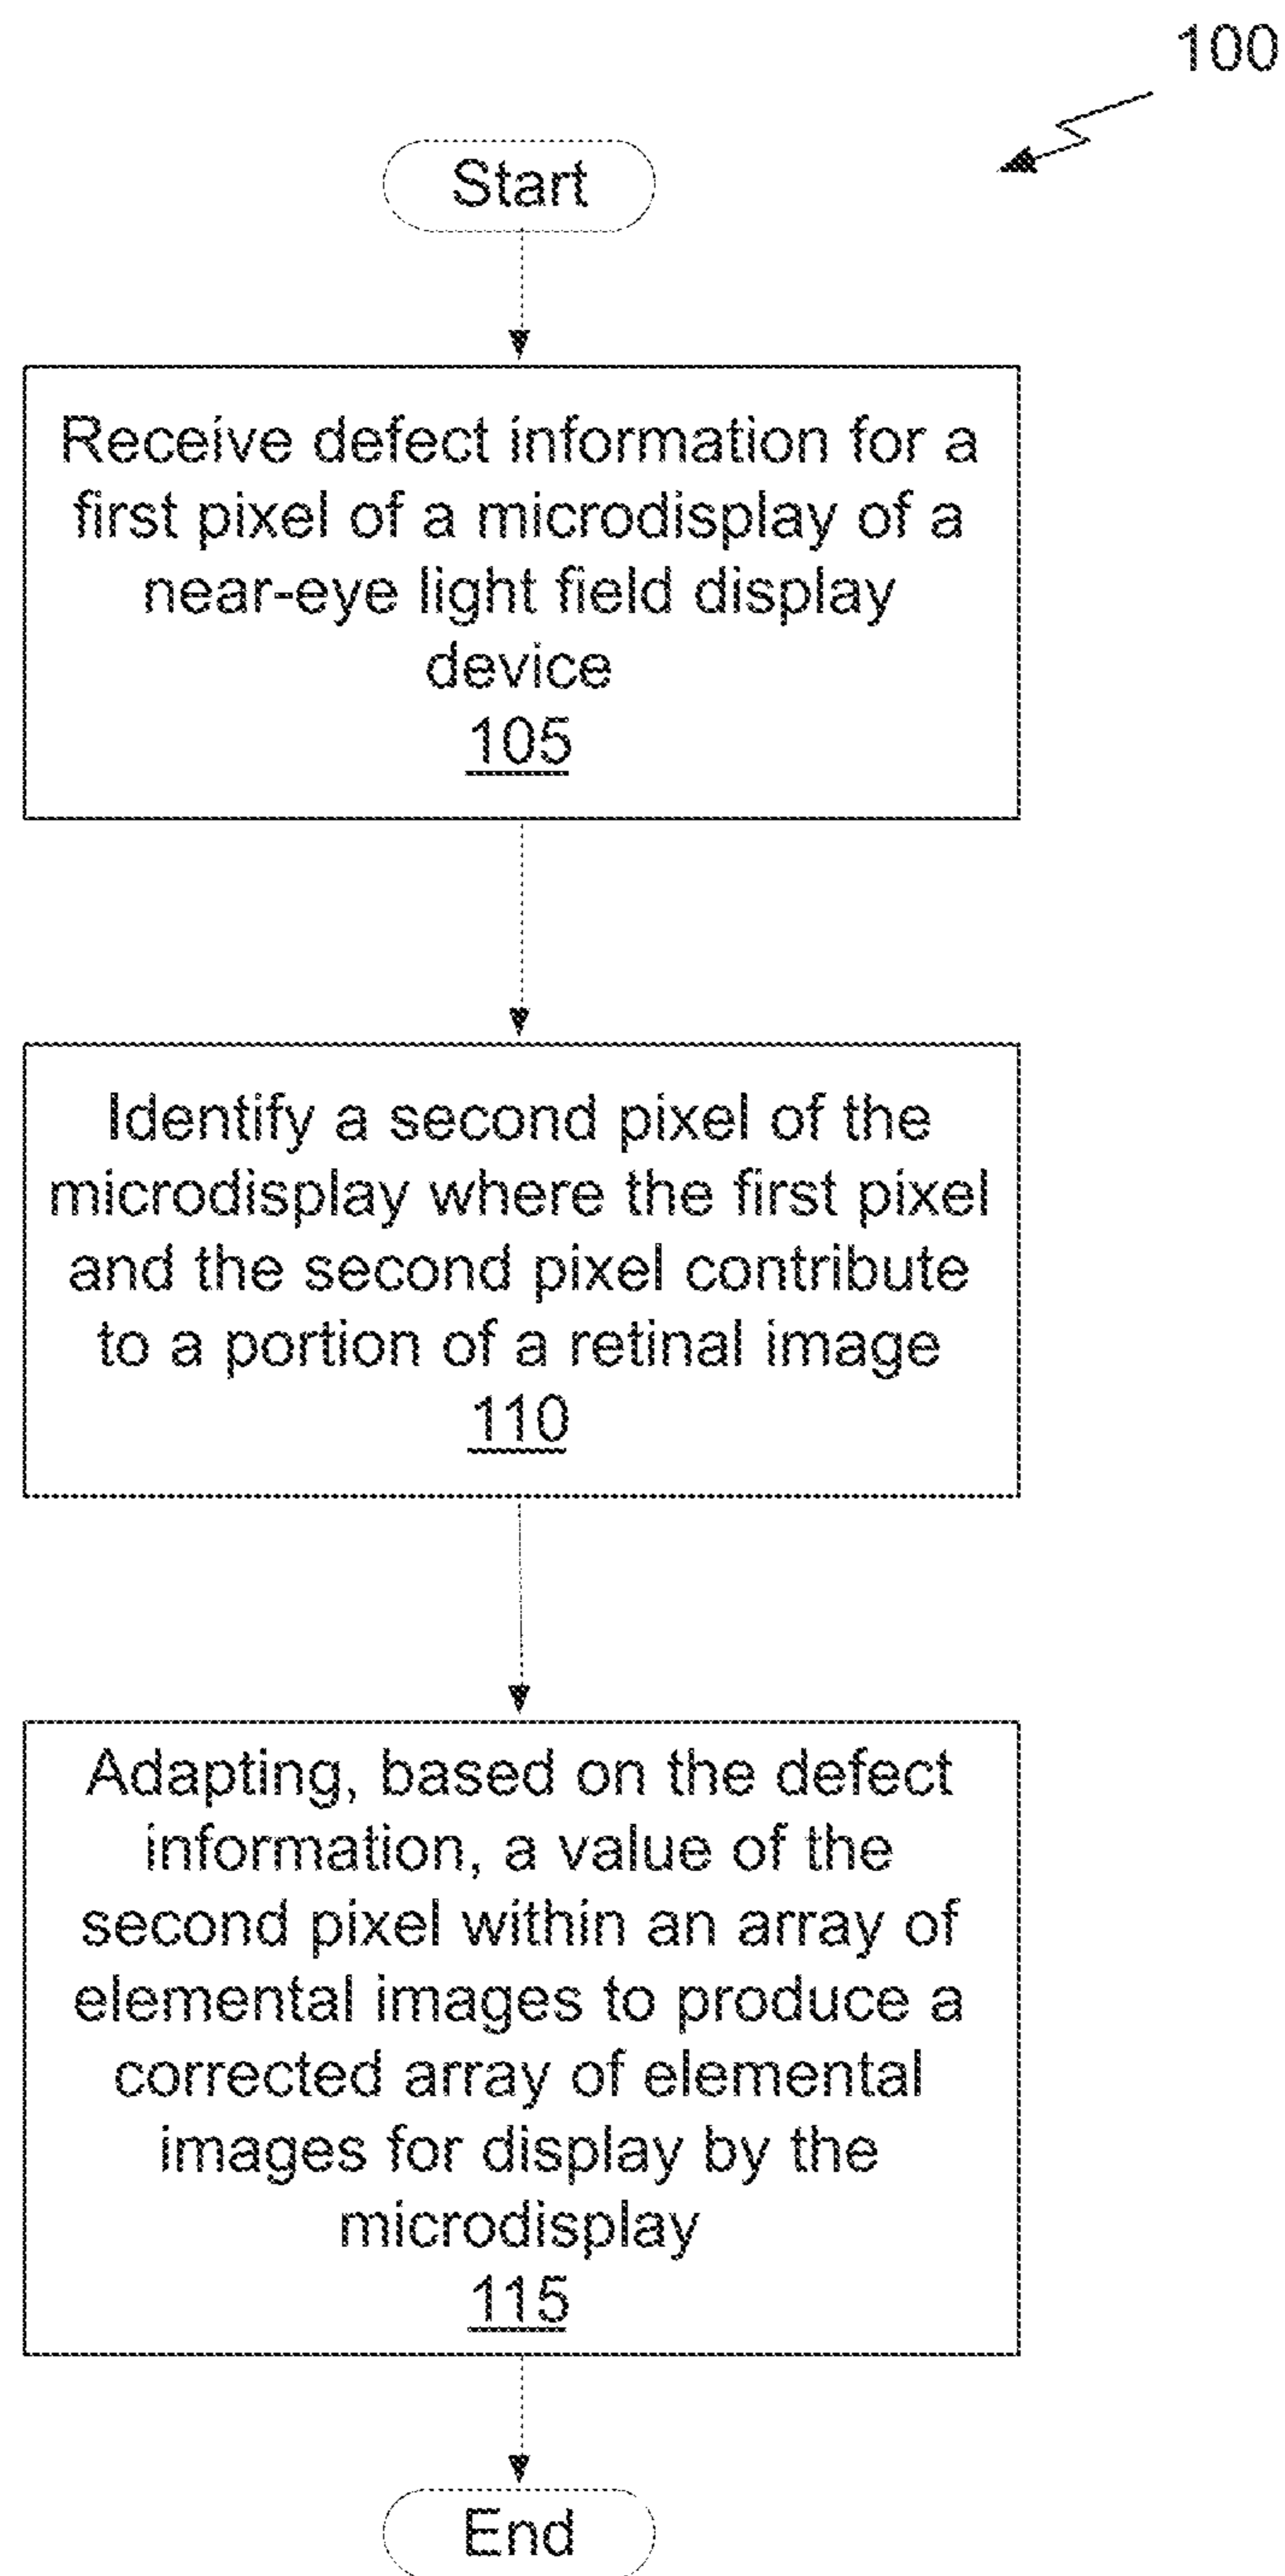 100
Start
Receive defect information for a
first pixel of a microdisplay of a
near-eye light field display
device
105
Identify a second pixel of the
microdisplay where the first pixel
and the second pixel contribute
to a portion of a retinal image
110
Adapting, based on the defect
information, a value of the
second pixel within an array of
elemental images to produce a
corrected array of elemental
images for display by the
microdisplay
115
End